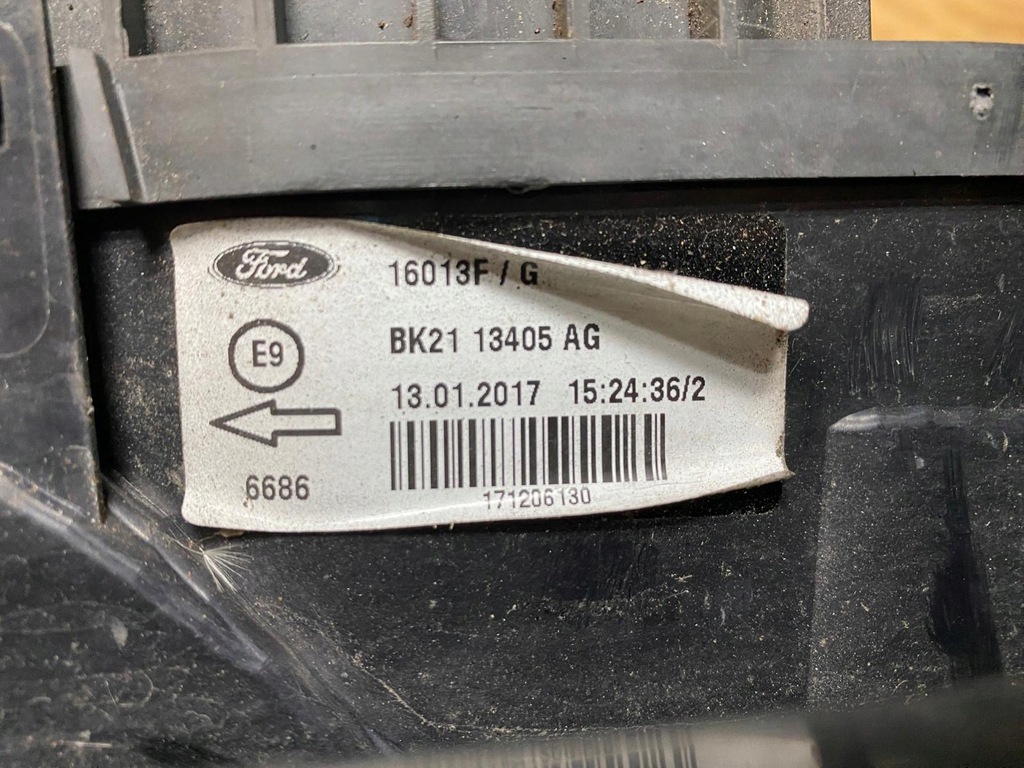 Ford
16013F / G
E9
BK21 13405 AG
13.01.2017 15:24:36/2
6686
171206130